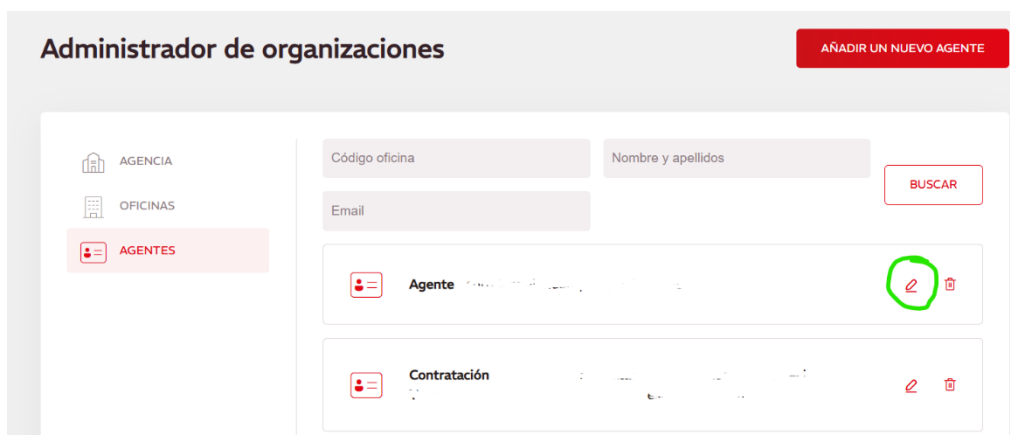 Administrador de organizaciones
AÑADIR UN NUEVO AGENTE
AGENCIA
OFICINAS
AGENTES
Código oficina
Nombre y apellidos
Email
BUSCAR
Agente
Contratación